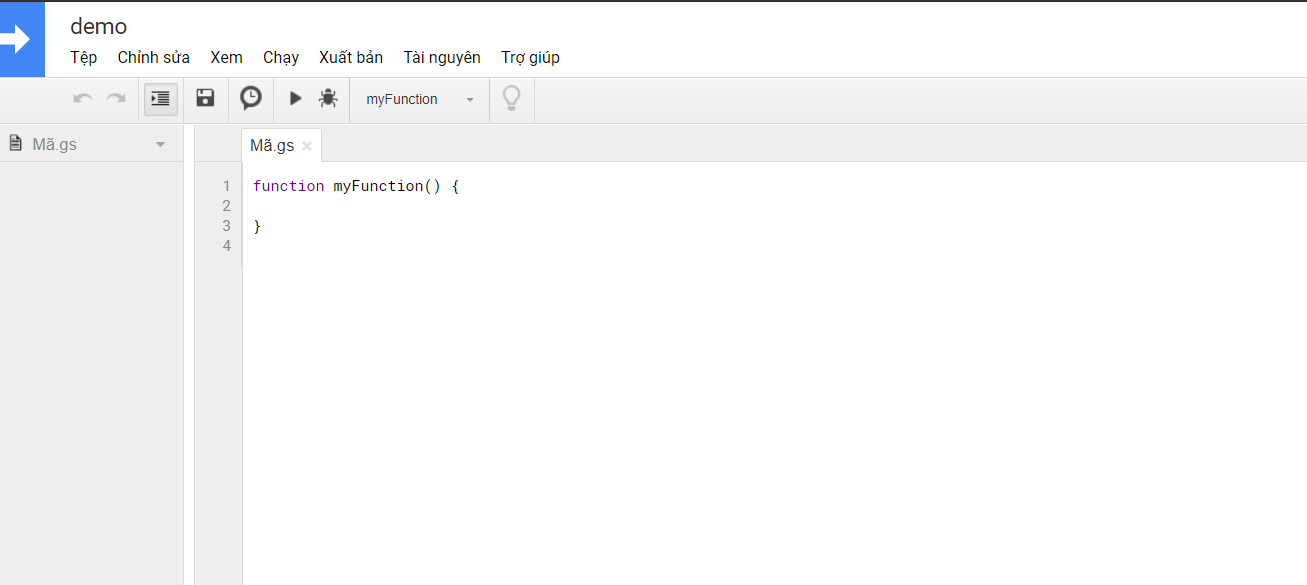 demo
Tệp Chỉnh sửa Xem Chạy Xuất bản Tài nguyên Trợ giúp
myFunction
Mã.gs
Mã.gs
1 function myFunction() {
2
3 }
4